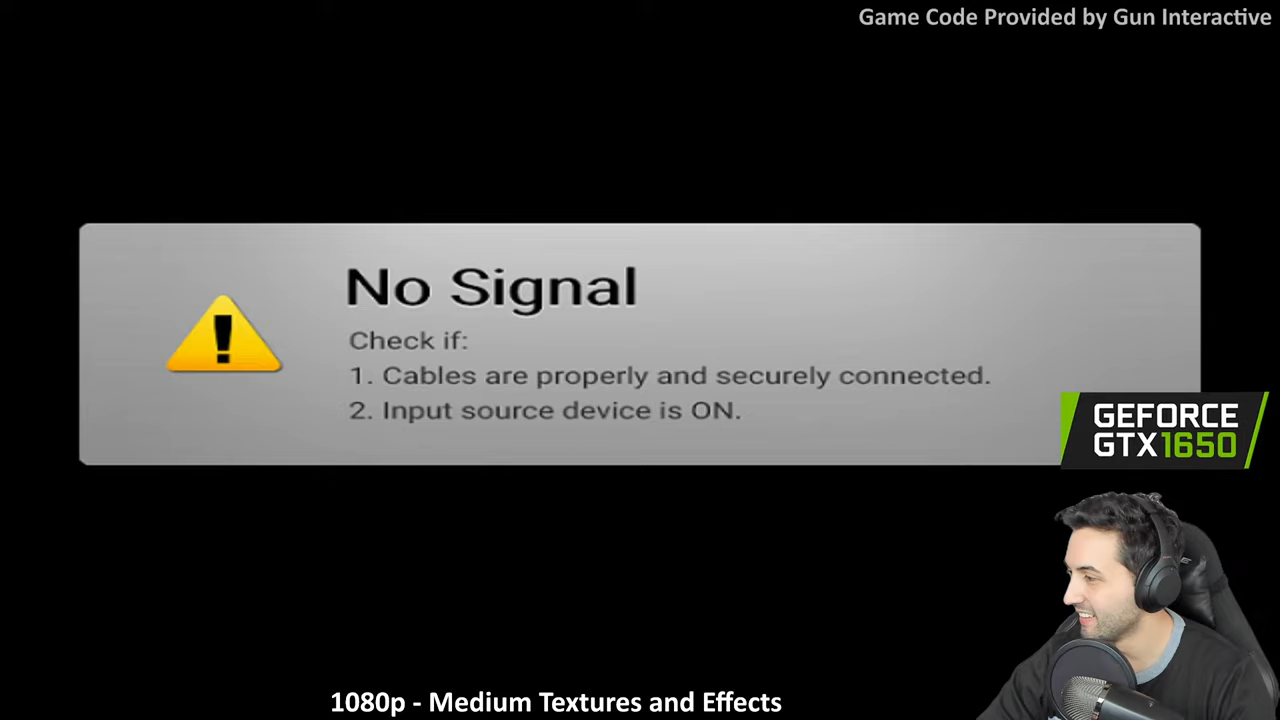 Game Code Provided by Gun Interactive
No Signal
Check if:
1. Cables are properly and securely connected.
2. Input source device is ON.
GEFORCE
GTX1650
1080p - Medium Textures and Effects